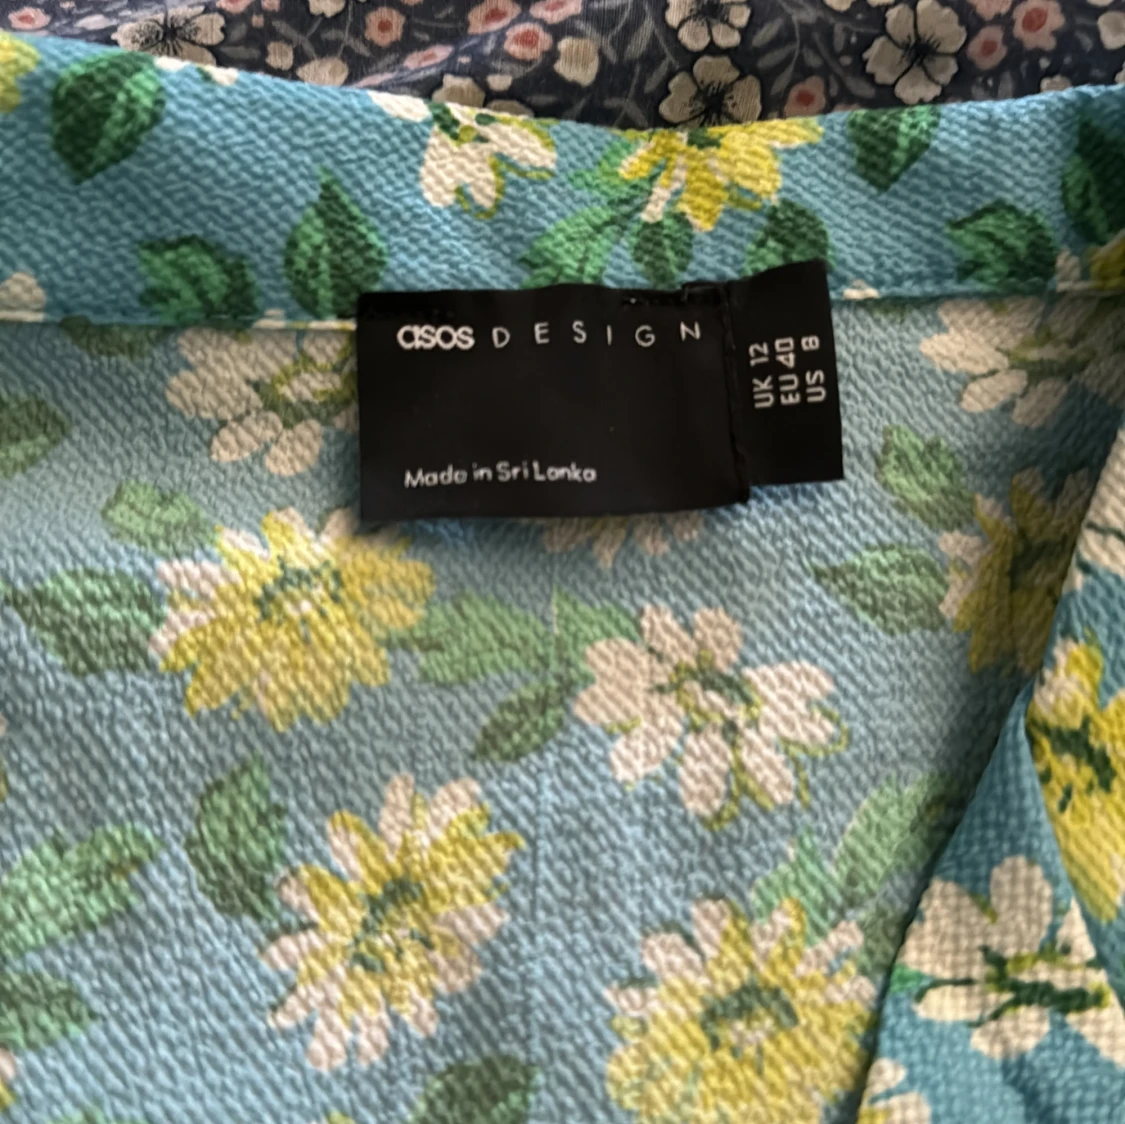 asos DESIGN
Made in Sri Lanka
UK 12
EU 40
US 8